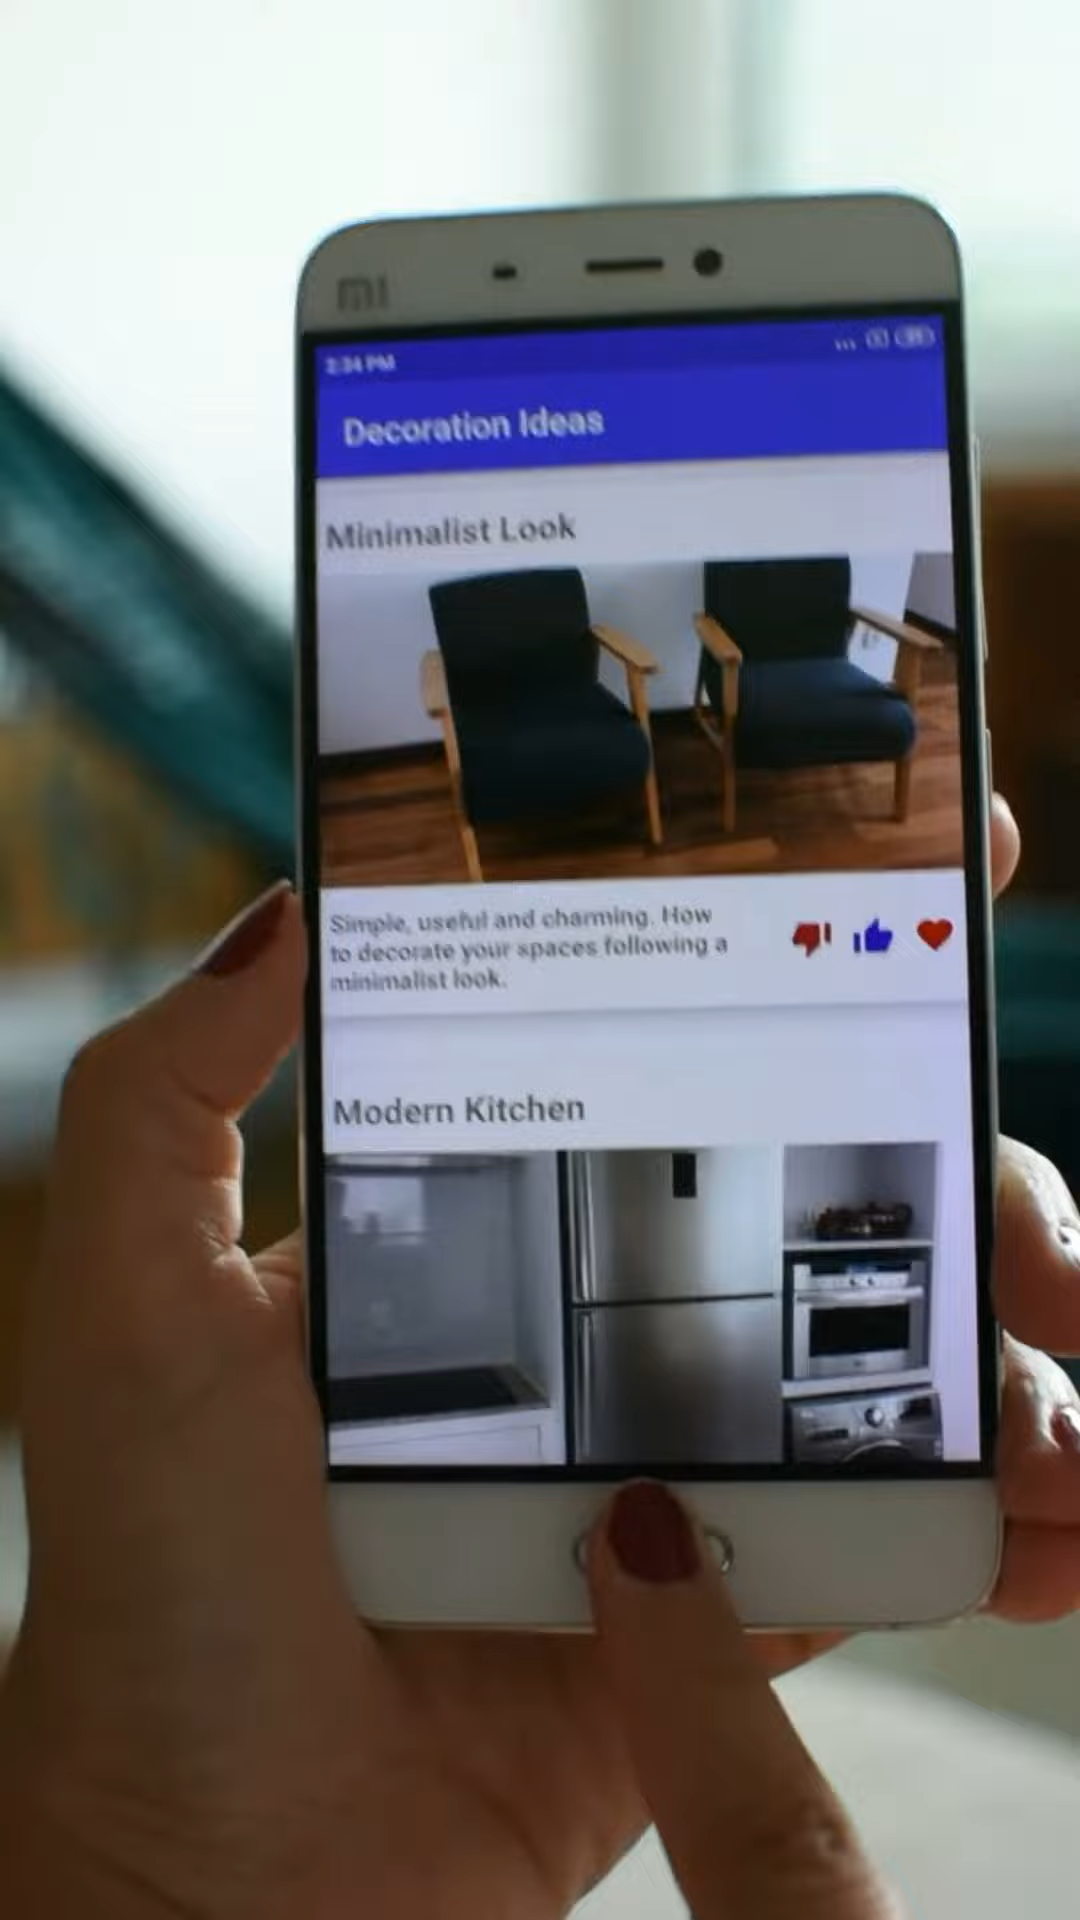 mi
2:34 PM
Decoration Ideas
Minimalist Look
Simple, useful and charming. How
to decorate your spaces following a
minimalist look.
Modern Kitchen